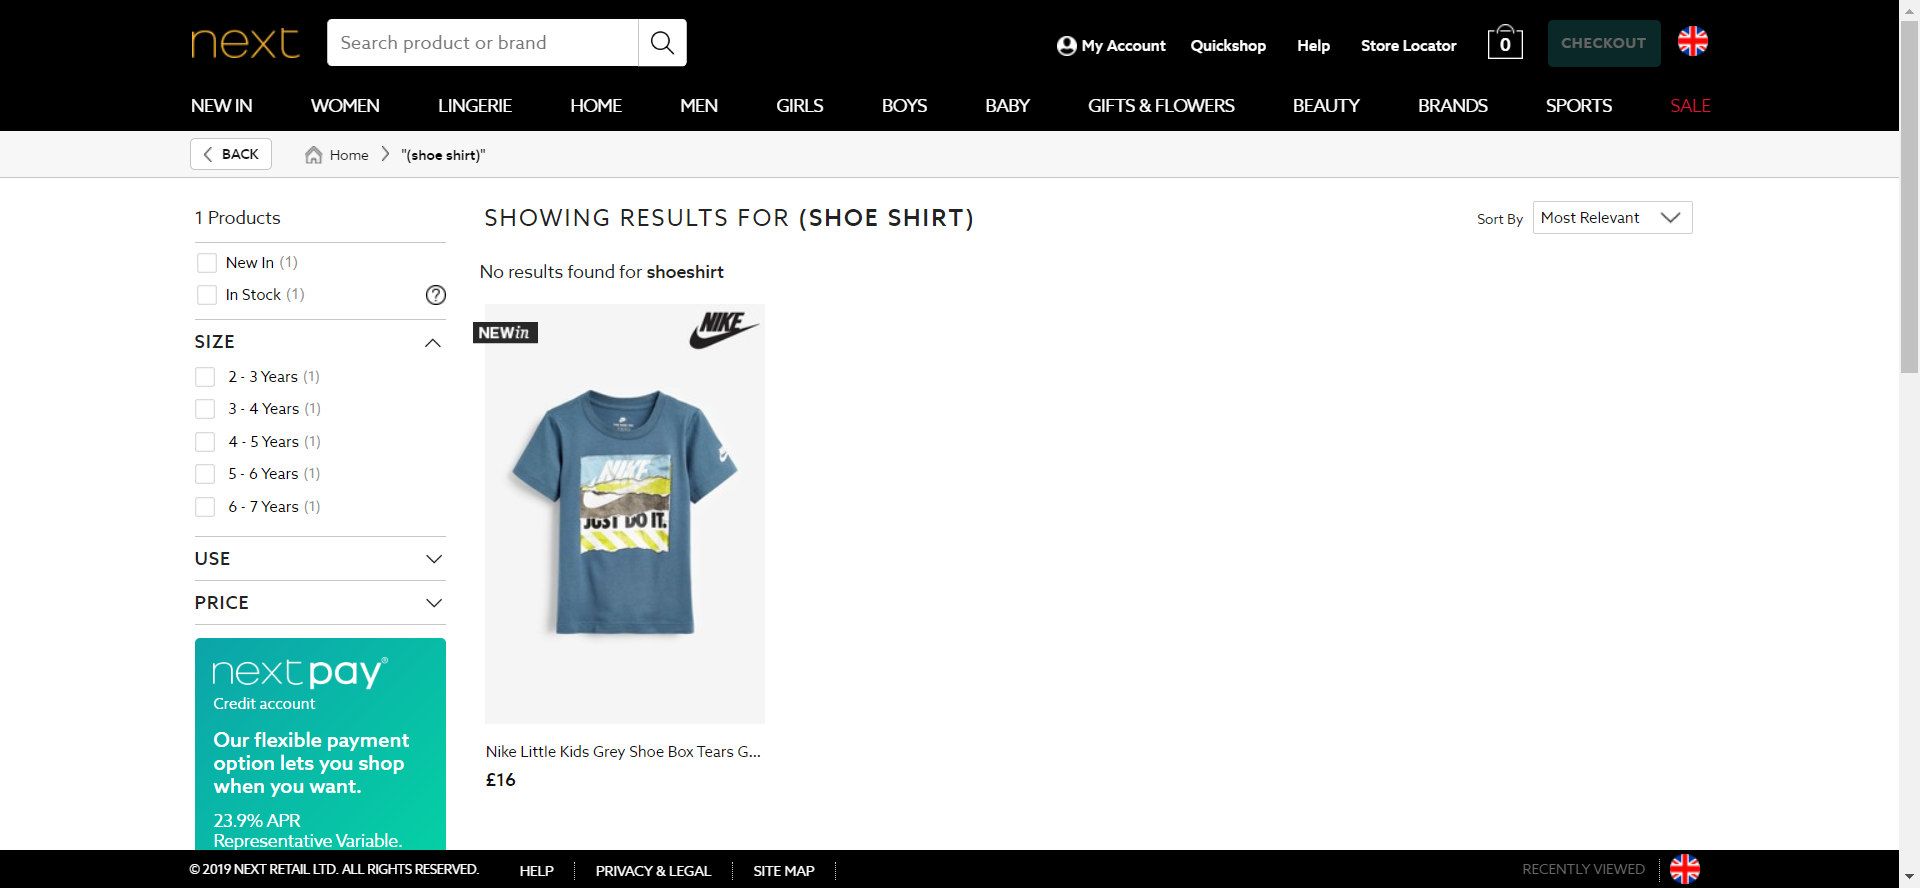 next
Search product or brand
My Account
Quickshop
Help
Store Locator
0
CHECKOUT
NEW IN
WOMEN
LINGERIE
HOME
MEN
GIRLS
BOYS
BABY
GIFTS & FLOWERS
BEAUTY
BRANDS
SPORTS
SALE
BACK
Home
"(shoe shirt)"
1 Products
New In (1)
In Stock (1)
?
SIZE
2 - 3 Years (1)
3 - 4 Years (1)
4 - 5 Years (1)
5 - 6 Years (1)
6 - 7 Years (1)
USE
PRICE
nextpay®
Credit account
Our flexible payment
option lets you shop
when you want.
23.9% APR
Representative Variable.
SHOWING RESULTS FOR (SHOE SHIRT)
Sort By
Most Relevant
No results found for shoeshirt
NEWin
NIKE
NIKE
JUST DO IT.
Nike Little Kids Grey Shoe Box Tears G...
£16
© 2019 NEXT RETAIL LTD. ALL RIGHTS RESERVED.
HELP
PRIVACY & LEGAL
SITE MAP
RECENTLY VIEWED